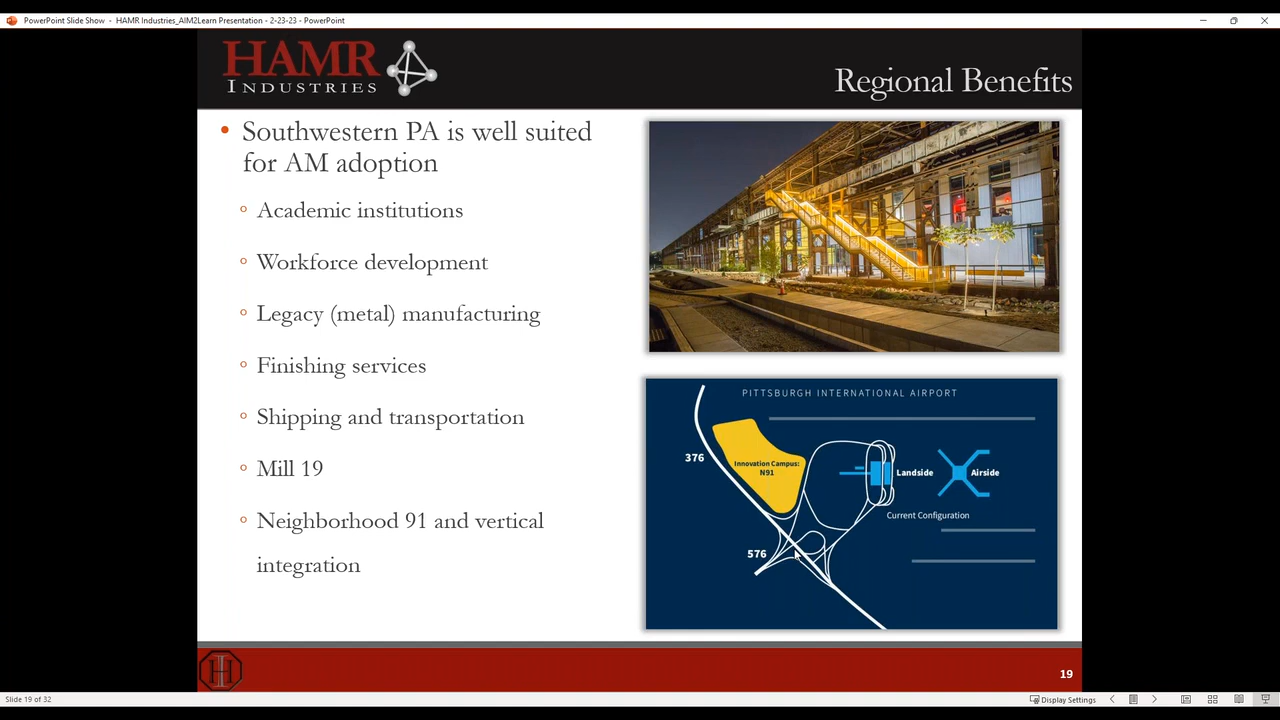 PowerPoint Slide Show - HAMR Industries_AIM2Learn Presentation - 2-23-23 - PowerPoint
HAMR
INDUSTRIES
Regional Benefits
• Southwestern PA is well suited
for AM adoption
Academic institutions
Workforce development
Legacy (metal) manufacturing
Finishing services
Shipping and transportation
Mill 19
Neighborhood 91 and vertical
integration
PITTSBURGH INTERNATIONAL AIRPORT
376
Innovation Campus:
N91
Landside
Airside
Current Configuration
576
H
19
Slide 19 of 32
Display Settings